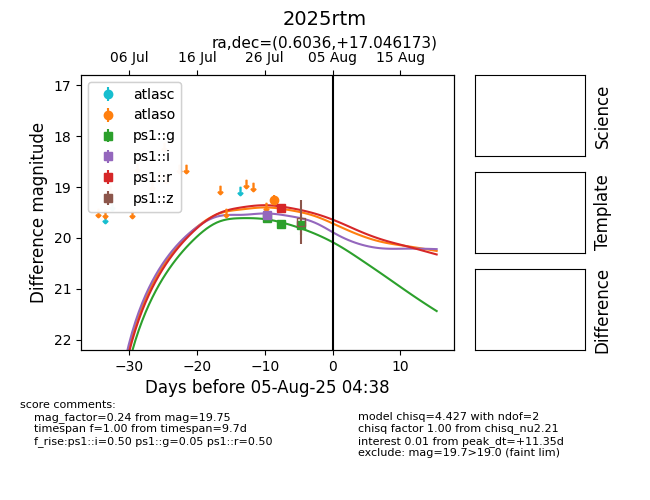 2025rtm
ra,dec=(0.6036,+17.046173)
06 Jul 16 Jul 26 Jul 05 Aug 15 Aug
17
18
19
20
21
22
Difference magnitude
atlasc
atlaso
ps1::g
ps1::i
ps1::r
ps1::z
−30 −20 −10 0 10
Days before 05-Aug-25 04:38
Science
Template
Difference
score comments:
mag_factor=0.24 from mag=19.75
timespan f=1.00 from timespan=9.7d
f_rise:ps1::i=0.50 ps1::g=0.05 ps1::r=0.50
model chisq=4.427 with ndof=2
chisq factor 1.00 from chisq_nu2.21
interest 0.01 from peak_dt=+11.35d
exclude: mag=19.7>19.0 (faint lim)